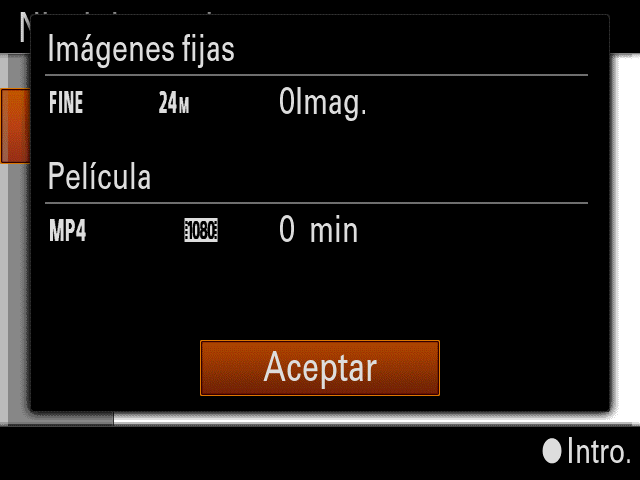 Imágenes fijas
FINE 24M 0Imag.
Película
MP4 1080 0 min
Aceptar
Intro.